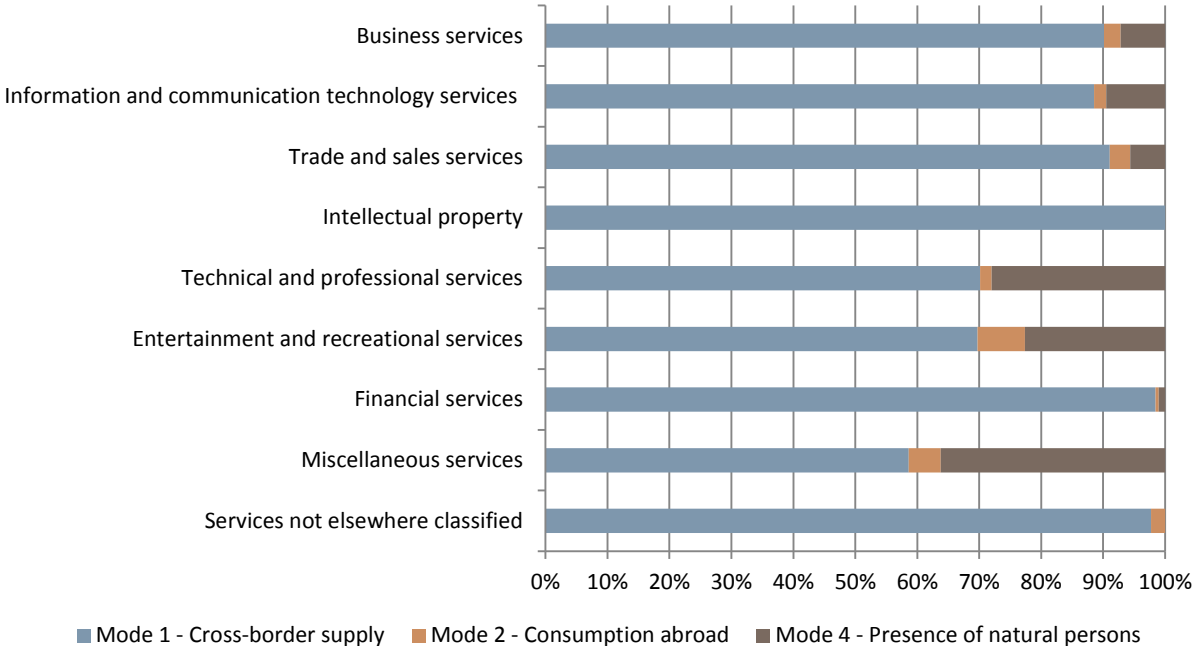 Business services
Information and communication technology services
Trade and sales services
Intellectual property
Technical and professional services
Entertainment and recreational services
Financial services
Miscellaneous services
Services not elsewhere classified
0% 10% 20% 30% 40% 50% 60% 70% 80% 90% 100%
Mode 1 - Cross-border supply Mode 2 - Consumption abroad Mode 4 - Presence of natural persons